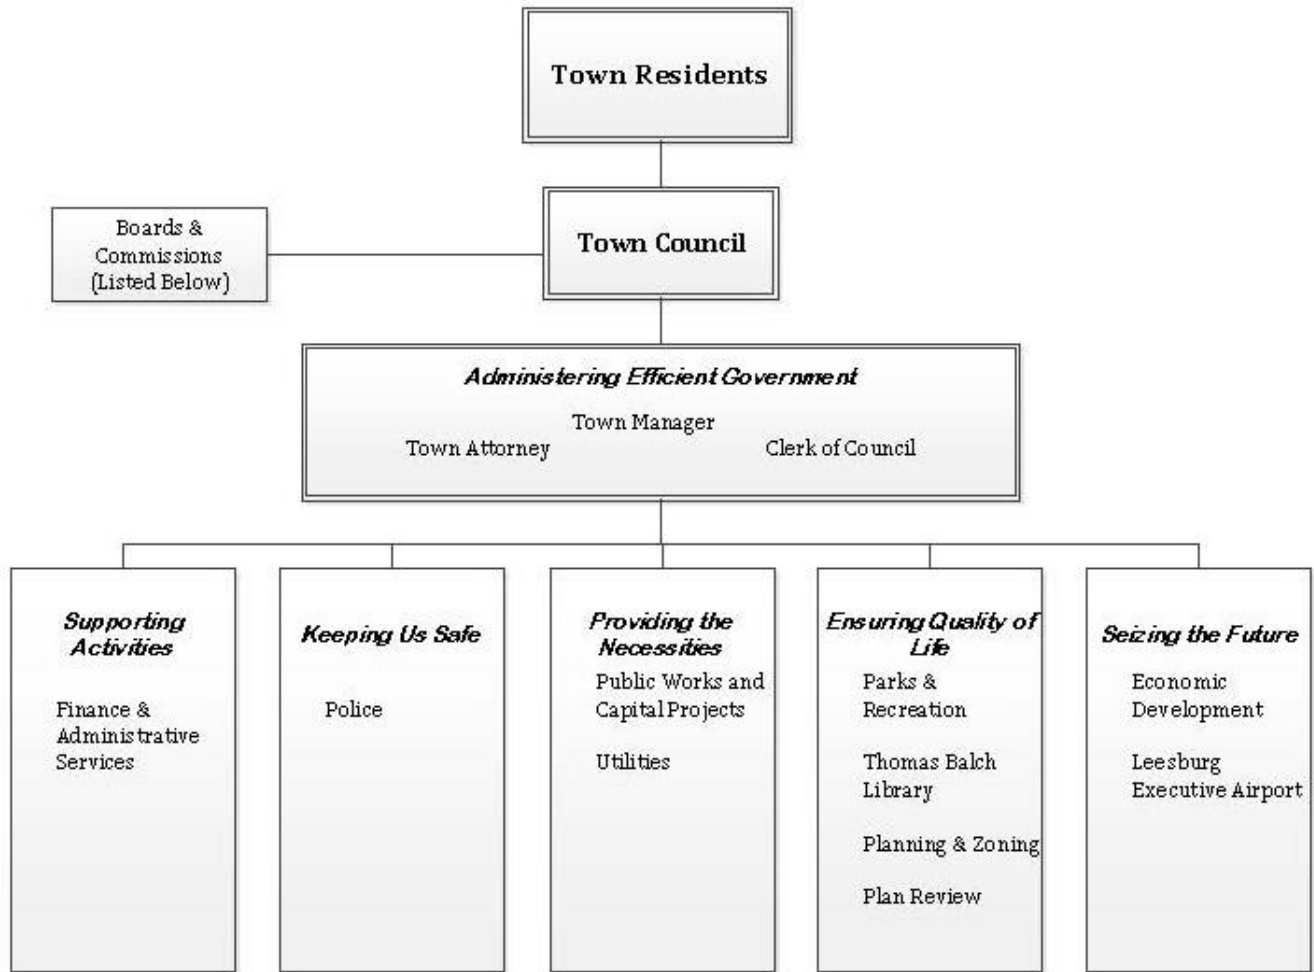 Town Residents
Town Council
Boards &
Commissions
(Listed Below)
Administering Efficient Government
Town Manager
Town Attorney
Clerk of Council
Supporting
Activities
Finance &
Administrative
Services
Keeping Us Safe
Police
Providing the
Necessities
Public Works and
Capital Projects
Utilities
Ensuring Quality of
Life
Parks &
Recreation
Thomas Balch
Library
Planning & Zoning
Plan Review
Seizing the Future
Economic
Development
Leesburg
Executive Airport